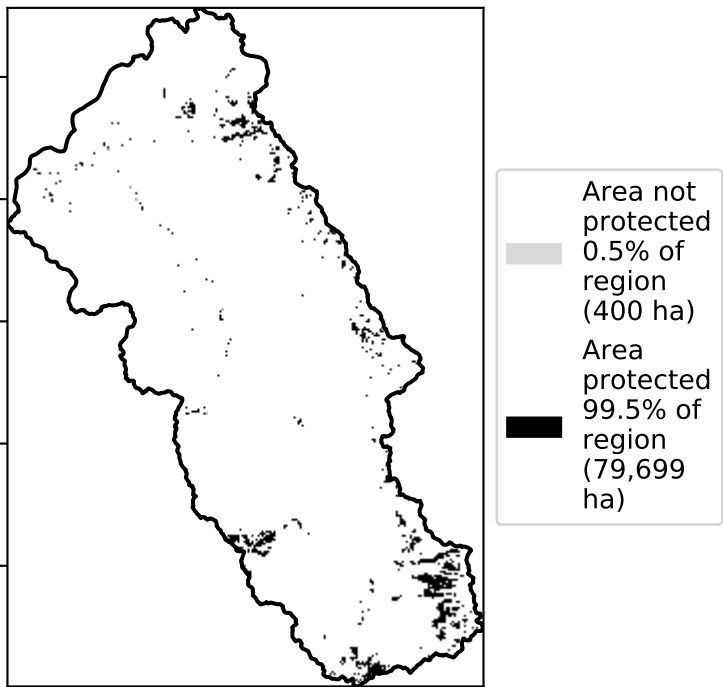 Area not
protected
0.5% of
region
(400 ha)
Area
protected
99.5% of
region
(79,699
ha)